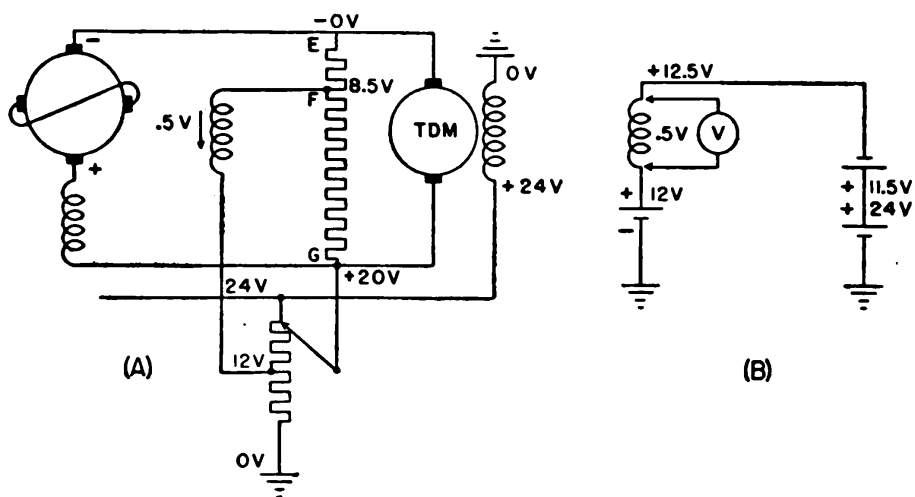 -0V
E
-
8.5V
F
.5V
TDM
0V
+24V
+
G
+20V
24V
12V
(A)
0V
+12.5V
.5V
V
+
12V
-
+
11.5V
+
24V
(B)